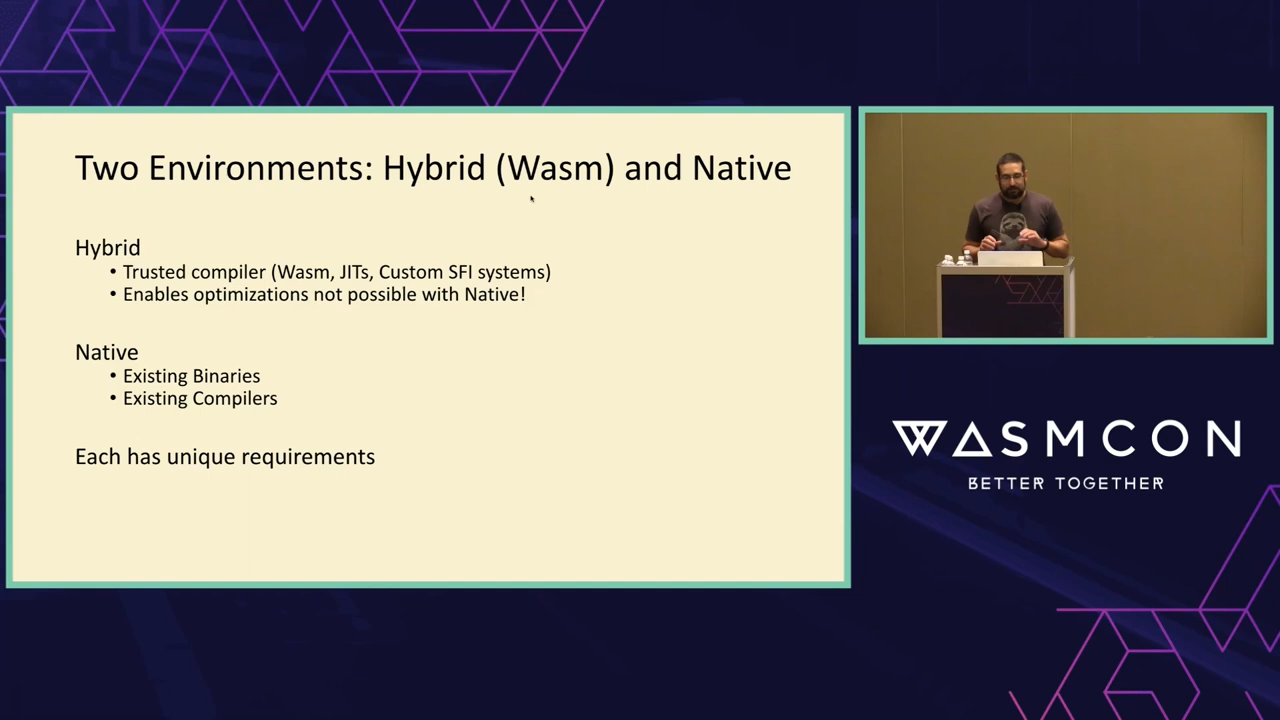 Two Environments: Hybrid (Wasm) and Native
Hybrid
• Trusted compiler (Wasm, JITs, Custom SFI systems)
• Enables optimizations not possible with Native!
Native
• Existing Binaries
• Existing Compilers
Each has unique requirements
WASMCON
BETTER TOGETHER